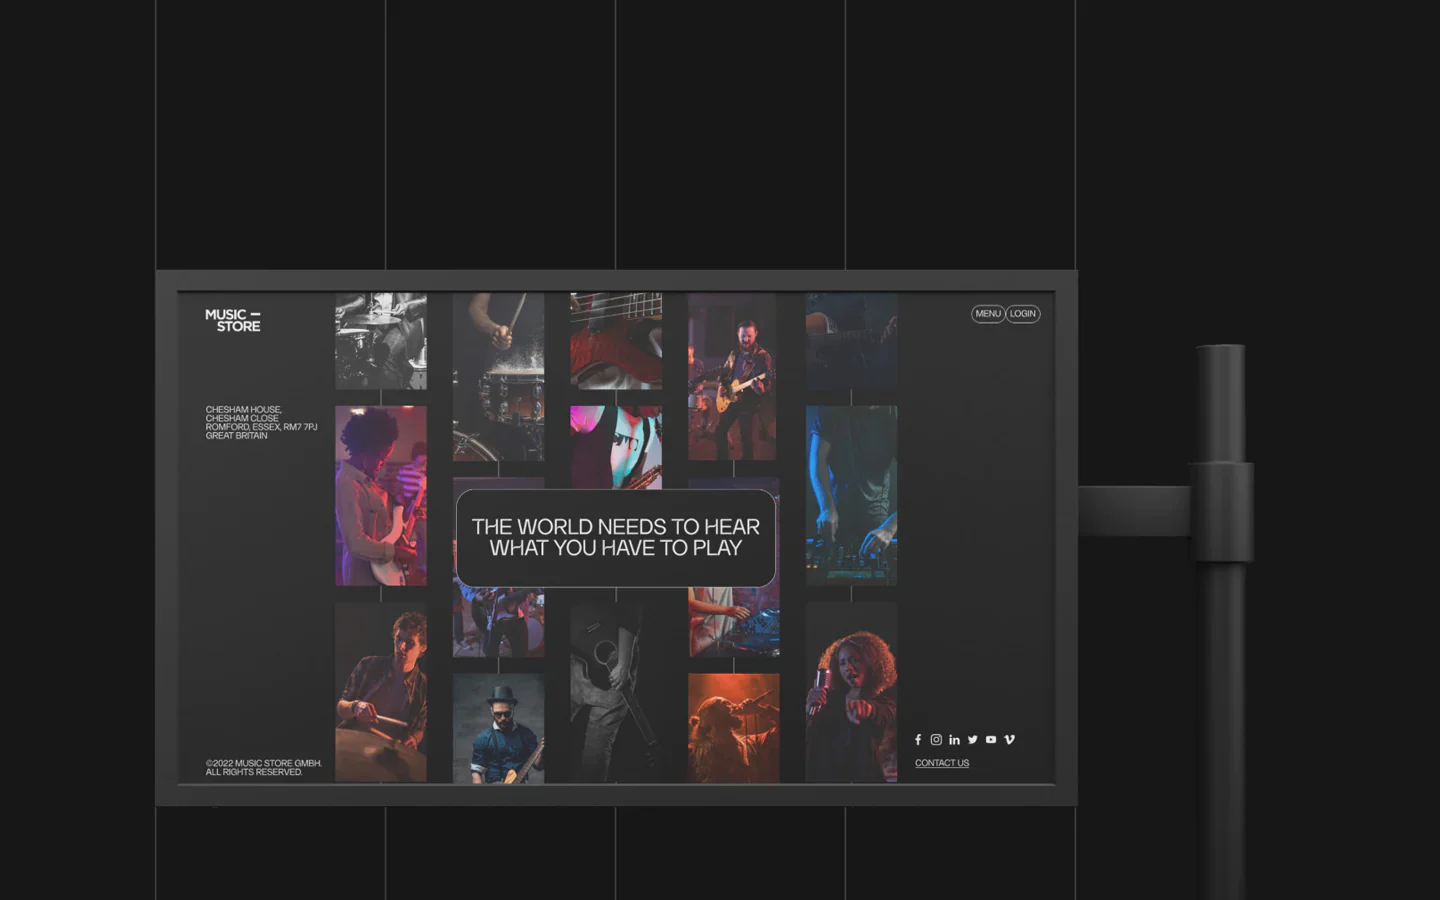 MUSIC —
STORE
MENU
LOGIN
CHESHAM HOUSE,
CHESHAM CLOSE
ROMFORD, ESSEX, RM7 7PJ
GREAT BRITAIN
THE WORLD NEEDS TO HEAR
WHAT YOU HAVE TO PLAY
©2022 MUSIC STORE GMBH.
ALL RIGHTS RESERVED.
CONTACT US